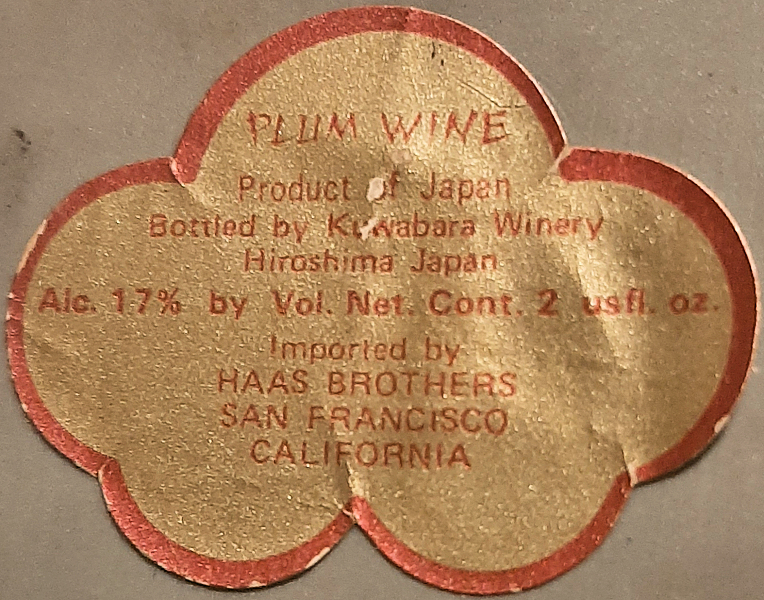 PLUM WINE
Product of Japan
Bottled by Kuwabara Winery
Hiroshima Japan
Alc. 17% by Vol. Net. Cont. 2 usfl. oz.
Imported by
HAAS BROTHERS
SAN FRANCISCO
CALIFORNIA